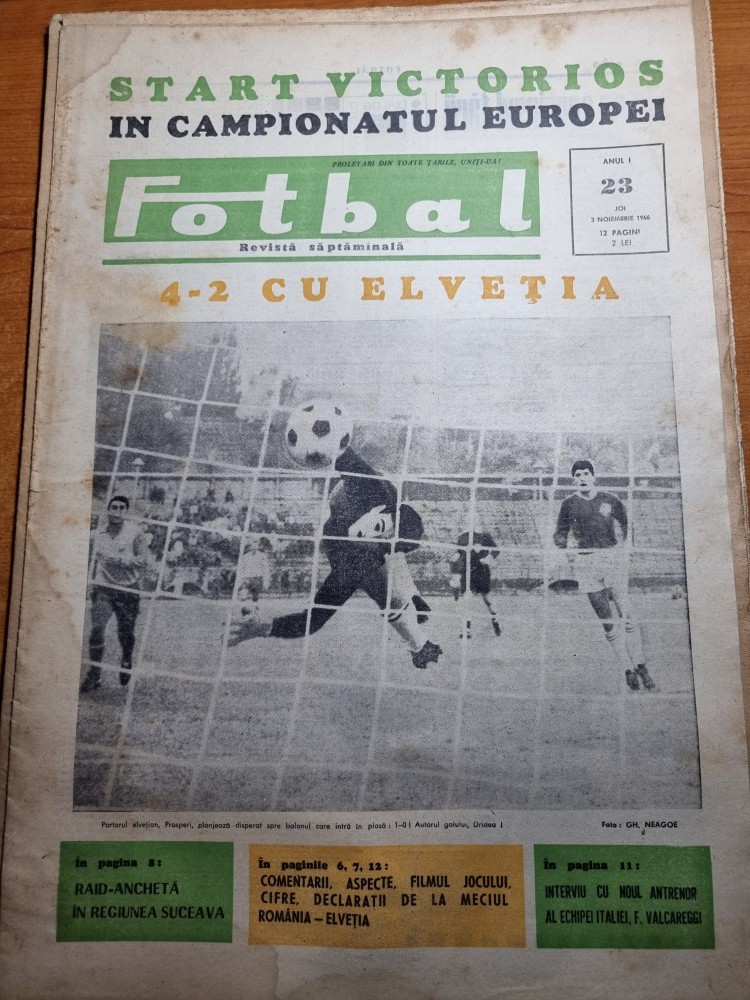 START VICTORIOS
IN CAMPIONATUL EUROPEI
PROLETARI DIN TOATE ȚĂRILE, UNIȚI-VĂ!
Fotbal
Revistă săptămînală
ANUL I
23
JOI
3 NOIEMBRIE 1966
12 PAGINI
2 LEI
4-2 CU ELVEȚIA
Portarul elvețian, Prosperi, plonjează disperat spre balonul care intră în plasă: 1-0! Autorul golului, Dridea I
Foto: GH. NEAGOE
în pagina 8:
RAID-ANCHETĂ
ÎN REGIUNEA SUCEAVA
În paginile 6, 7, 12:
COMENTARII, ASPECTE, FILMUL JOCULUI,
CIFRE, DECLARAȚII DE LA MECIUL
ROMÂNIA — ELVEȚIA
în pagina 11:
INTERVIU CU NOUL ANTRENOR
AL ECHIPEI ITALIEI, F. VALCAREGGI